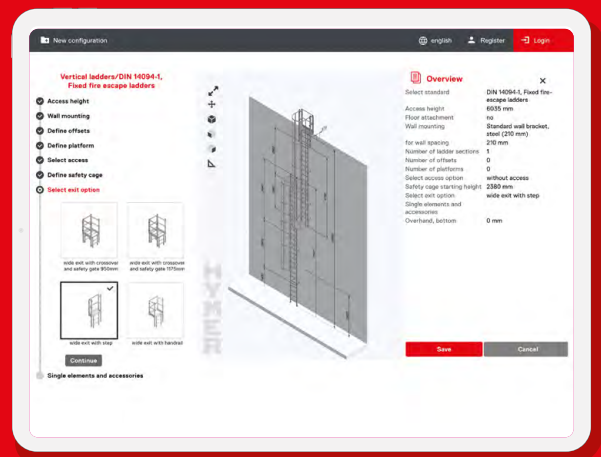 New configuration
english
Register
Login
Vertical ladders/DIN 14094-1,
Fixed fire escape ladders
Access height
Wall mounting
Define offsets
Define platform
Select access
Define safety cage
Select exit option
wide exit with crossover
and safety gate 950mm
wide exit with crossover
and safety gate 1175mm
wide exit with step
wide exit with handrail
Continue
Single elements and accessories
HYMER
Overview
Select standard DIN 14094-1, Fixed fire-
escape ladders
Access height 6035 mm
Floor attachment no
Wall mounting Standard wall bracket,
steel (210 mm)
for wall spacing 210 mm
Number of ladder sections 1
Number of offsets 0
Number of platforms 0
Select access option without access
Safety cage starting height 2380 mm
Select exit option wide exit with step
Single elements and
accessories
Overhand, bottom 0 mm
Save
Cancel